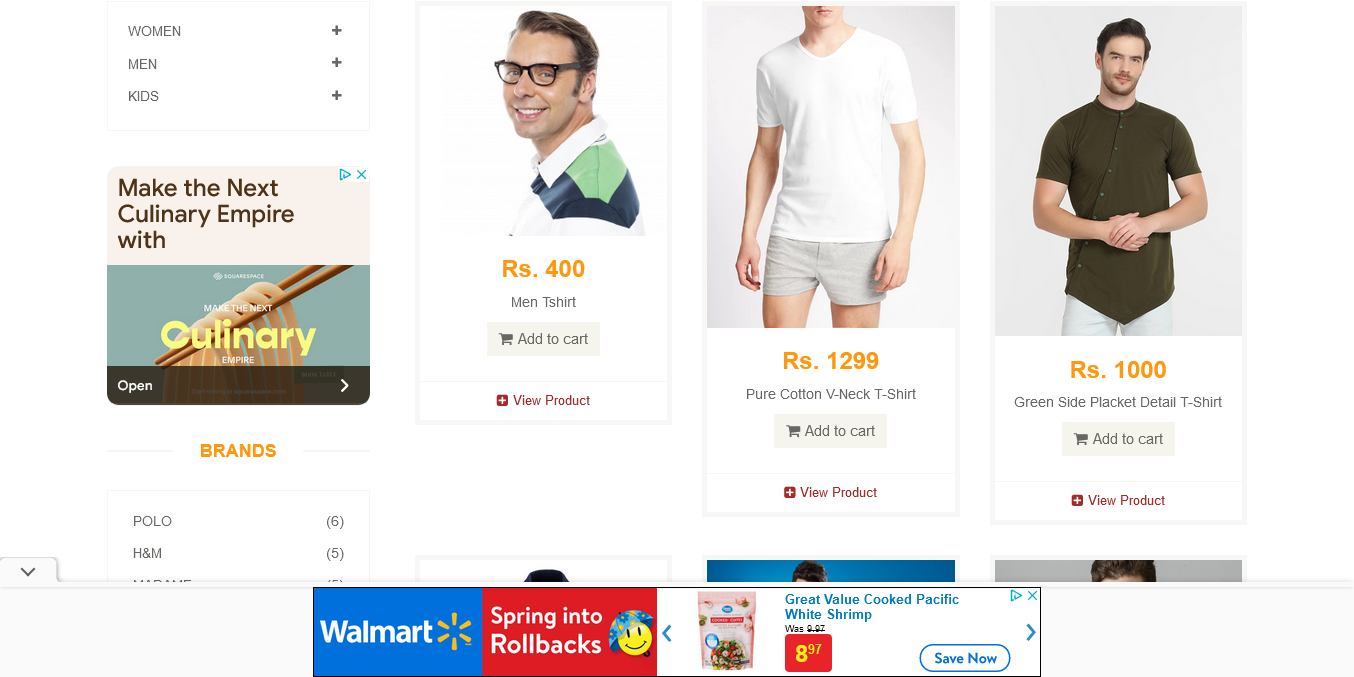 WOMEN
MEN
KIDS
Make the Next
Culinary Empire
with
SQUARESPACE
MAKE THE NEXT
Culinary
EMPIRE
Open
BRANDS
POLO (6)
H&M (5)
Rs. 400
Men Tshirt
Add to cart
View Product
Rs. 1299
Pure Cotton V-Neck T-Shirt
Add to cart
View Product
Rs. 1000
Green Side Placket Detail T-Shirt
Add to cart
View Product
Walmart
Spring into
Rollbacks
Great Value Cooked Pacific
White Shrimp
Was 9.97
8.97
Save Now